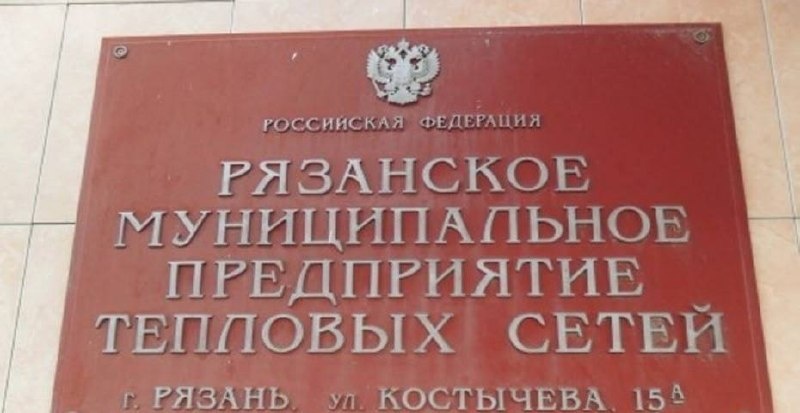 РОССИЙСКАЯ ФЕДЕРАЦИЯ
РЯЗАНСКОЕ
МУНИЦИПАЛЬНОЕ
ПРЕДПРИЯТИЕ
ТЕПЛОВЫХ СЕТЕЙ
г. РЯЗАНЬ, ул. КОСТЫЧЕВА, 15А